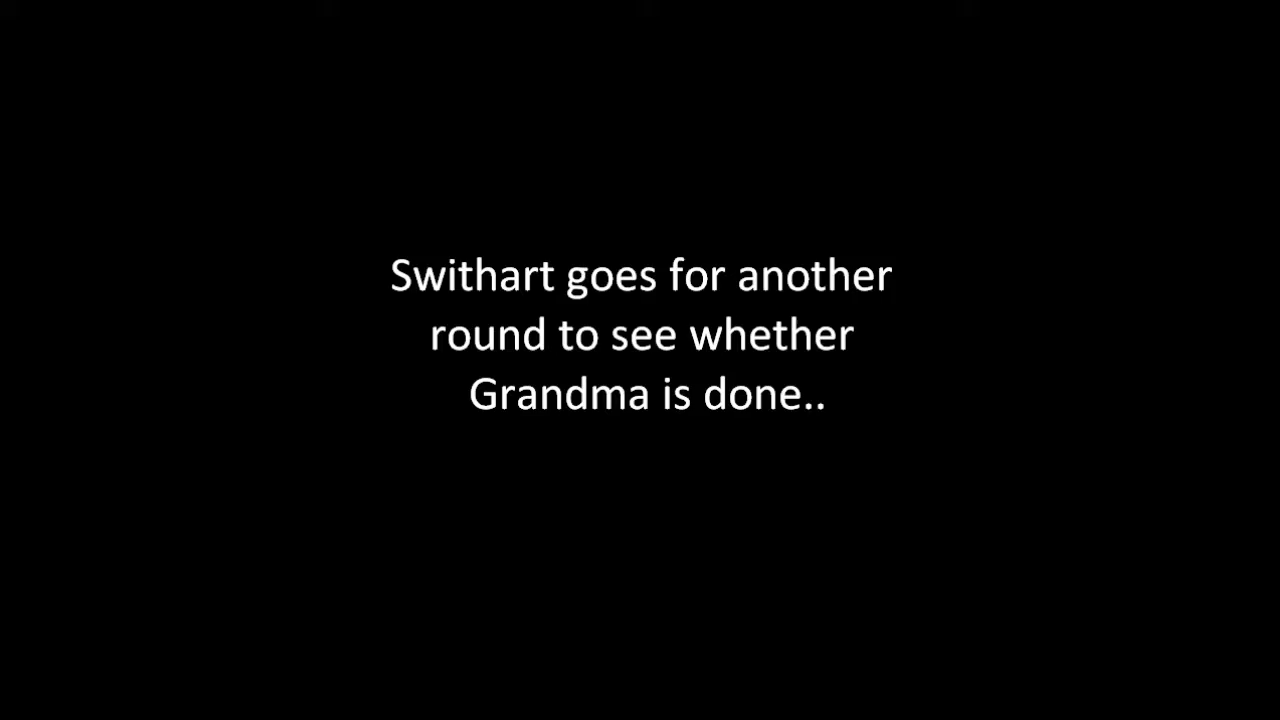 Swithart goes for another
round to see whether
Grandma is done..